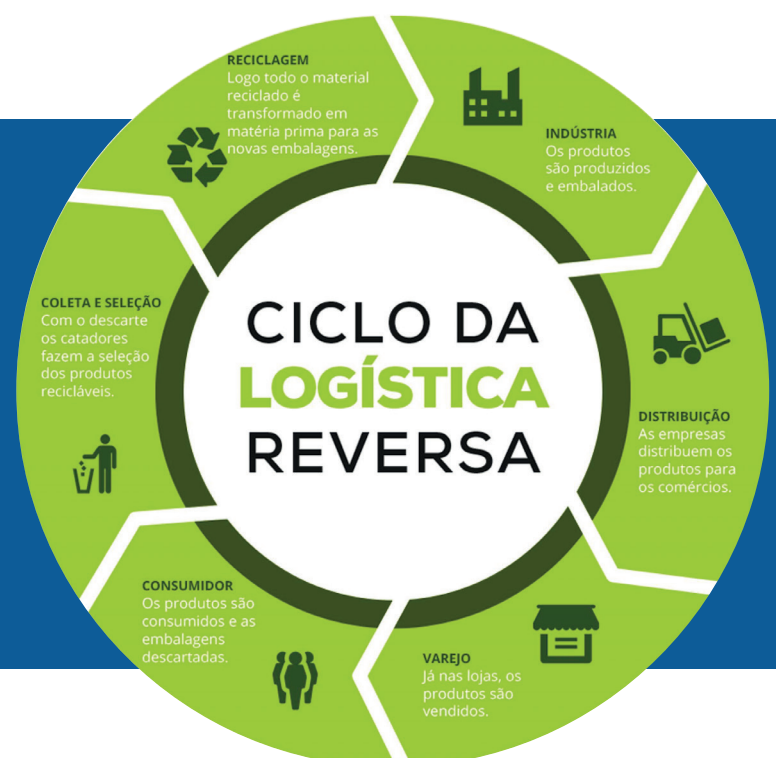 CICLO DA
LOGÍSTICA
REVERSA
INDÚSTRIA
Os produtos
são produzidos
e embalados.
DISTRIBUIÇÃO
As empresas
distribuem os
produtos para
os comércios.
VAREJO
Já nas lojas, os
produtos são
vendidos.
CONSUMIDOR
Os produtos são
consumidos e as
embalagens
descartadas.
COLETA E SELEÇÃO
Com o descarte
os catadores
fazem a seleção
dos produtos
recicláveis.
RECICLAGEM
Logo todo o material
reciclado é
transformado em
matéria prima para as
novas embalagens.